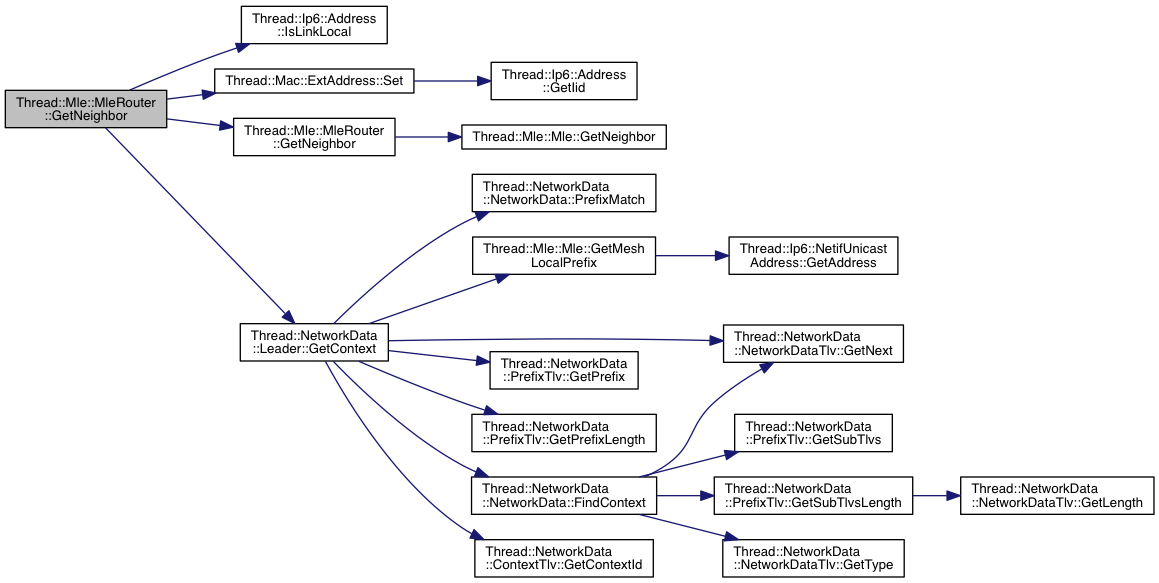 Thread::Ip6::Address
::IsLinkLocal
Thread::Mac::ExtAddress::Set
Thread::Ip6::Address
::GetIid
Thread::Mle::MleRouter
::GetNeighbor
Thread::Mle::MleRouter
::GetNeighbor
Thread::Mle::Mle::GetNeighbor
Thread::NetworkData
::NetworkData::PrefixMatch
Thread::Mle::Mle::GetMesh
LocalPrefix
Thread::Ip6::NetifUnicast
Address::GetAddress
Thread::NetworkData
::Leader::GetContext
Thread::NetworkData
::NetworkDataTlv::GetNext
Thread::NetworkData
::PrefixTlv::GetPrefix
Thread::NetworkData
::PrefixTlv::GetPrefixLength
Thread::NetworkData
::PrefixTlv::GetSubTlvs
Thread::NetworkData
::NetworkData::FindContext
Thread::NetworkData
::PrefixTlv::GetSubTlvsLength
Thread::NetworkData
::NetworkDataTlv::GetLength
Thread::NetworkData
::ContextTlv::GetContextId
Thread::NetworkData
::NetworkDataTlv::GetType